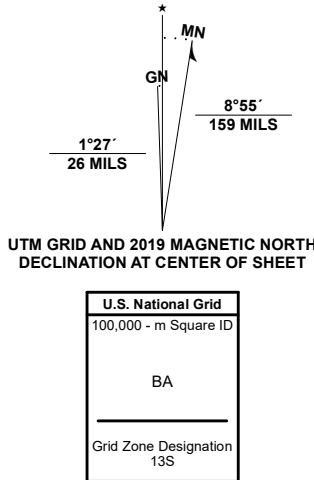 ★
MN
GN
8°55´
159 MILS
1°27´
26 MILS
UTM GRID AND 2019 MAGNETIC NORTH
DECLINATION AT CENTER OF SHEET
U.S. National Grid
100,000 - m Square ID
BA
Grid Zone Designation
13S